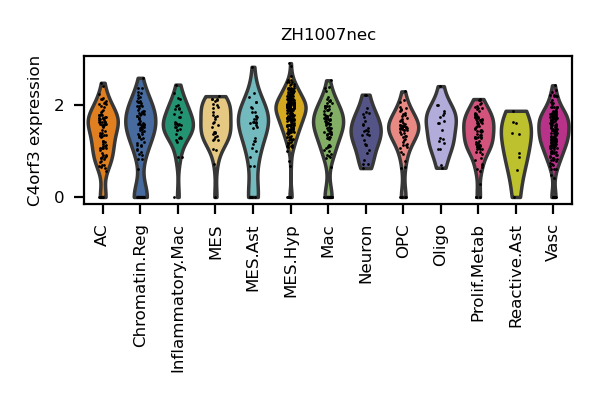 ZH1007nec
C4orf3 expression
2
0
AC
Chromatin.Reg
Inflammatory.Mac
MES
MES.Ast
MES.Hyp
Mac
Neuron
OPC
Oligo
Prolif.Metab
Reactive.Ast
Vasc